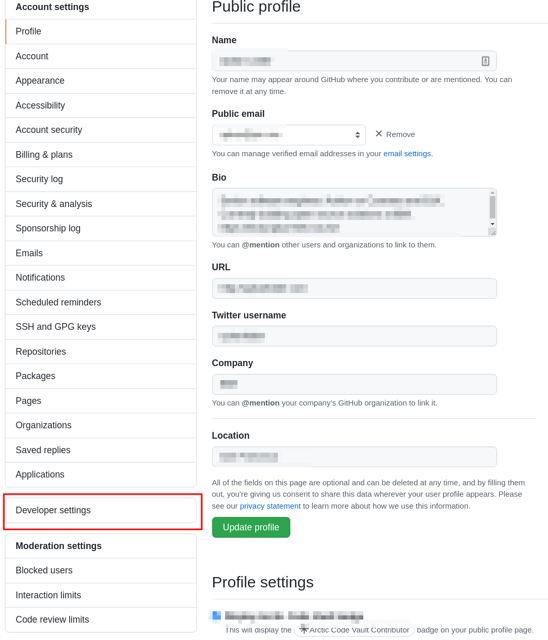 Account settings
Profile
Account
Appearance
Accessibility
Account security
Billing & plans
Security log
Security & analysis
Sponsorship log
Emails
Notifications
Scheduled reminders
SSH and GPG keys
Repositories
Packages
Pages
Organizations
Saved replies
Applications
Developer settings
Moderation settings
Blocked users
Interaction limits
Code review limits
Public profile
Name
Your name may appear around GitHub where you contribute or are mentioned. You can
remove it at any time.
Public email
Remove
You can manage verified email addresses in your email settings.
Bio
You can @mention other users and organizations to link to them.
URL
Twitter username
Company
You can @mention your company's GitHub organization to link it.
Location
All of the fields on this page are optional and can be deleted at any time, and by filling them
out, you're giving us consent to share this data wherever your user profile appears. Please
see our privacy statement to learn more about how we use this information.
Update profile
Profile settings
This will display the Arctic Code Vault Contributor badge on your public profile page.